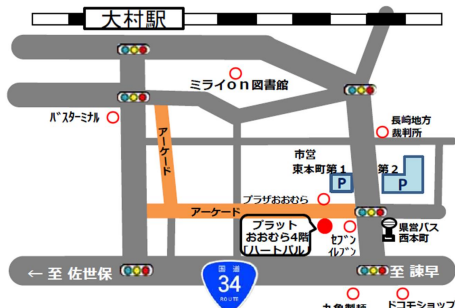 大村駅
ミライon図書館
バスターミナル
長崎地方
裁判所
アーケード
市営
東本町第1
第2
P
P
プラザおおむら
アーケード
プラット
おおむら4階
「ハートパル」
セブン
イレブン
県営バス
西本町
← 至 佐世保
国道
34
ROUTE
至 諫早
丸亀製麺
ドコモショップ